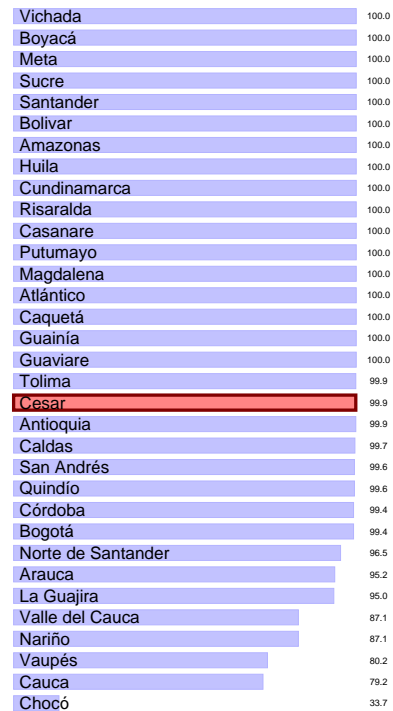 Vichada 100.0
Boyacá 100.0
Meta 100.0
Sucre 100.0
Santander 100.0
Bolivar 100.0
Amazonas 100.0
Huila 100.0
Cundinamarca 100.0
Risaralda 100.0
Casanare 100.0
Putumayo 100.0
Magdalena 100.0
Atlántico 100.0
Caquetá 100.0
Guainía 100.0
Guaviare 100.0
Tolima 99.9
Cesar 99.9
Antioquia 99.9
Caldas 99.7
San Andrés 99.6
Quindío 99.6
Córdoba 99.4
Bogotá 99.4
Norte de Santander 96.5
Arauca 95.2
La Guajira 95.0
Valle del Cauca 87.1
Nariño 87.1
Vaupés 80.2
Cauca 79.2
Chocó 33.7